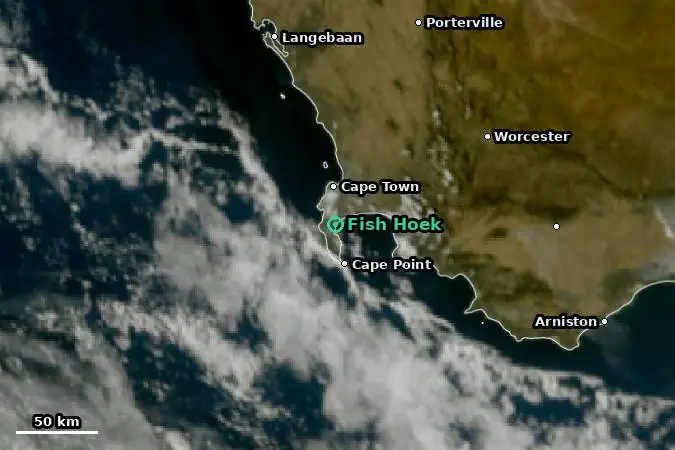 Porterville
Langebaan
Worcester
Cape Town
Fish Hoek
Cape Point
Arniston
50 km